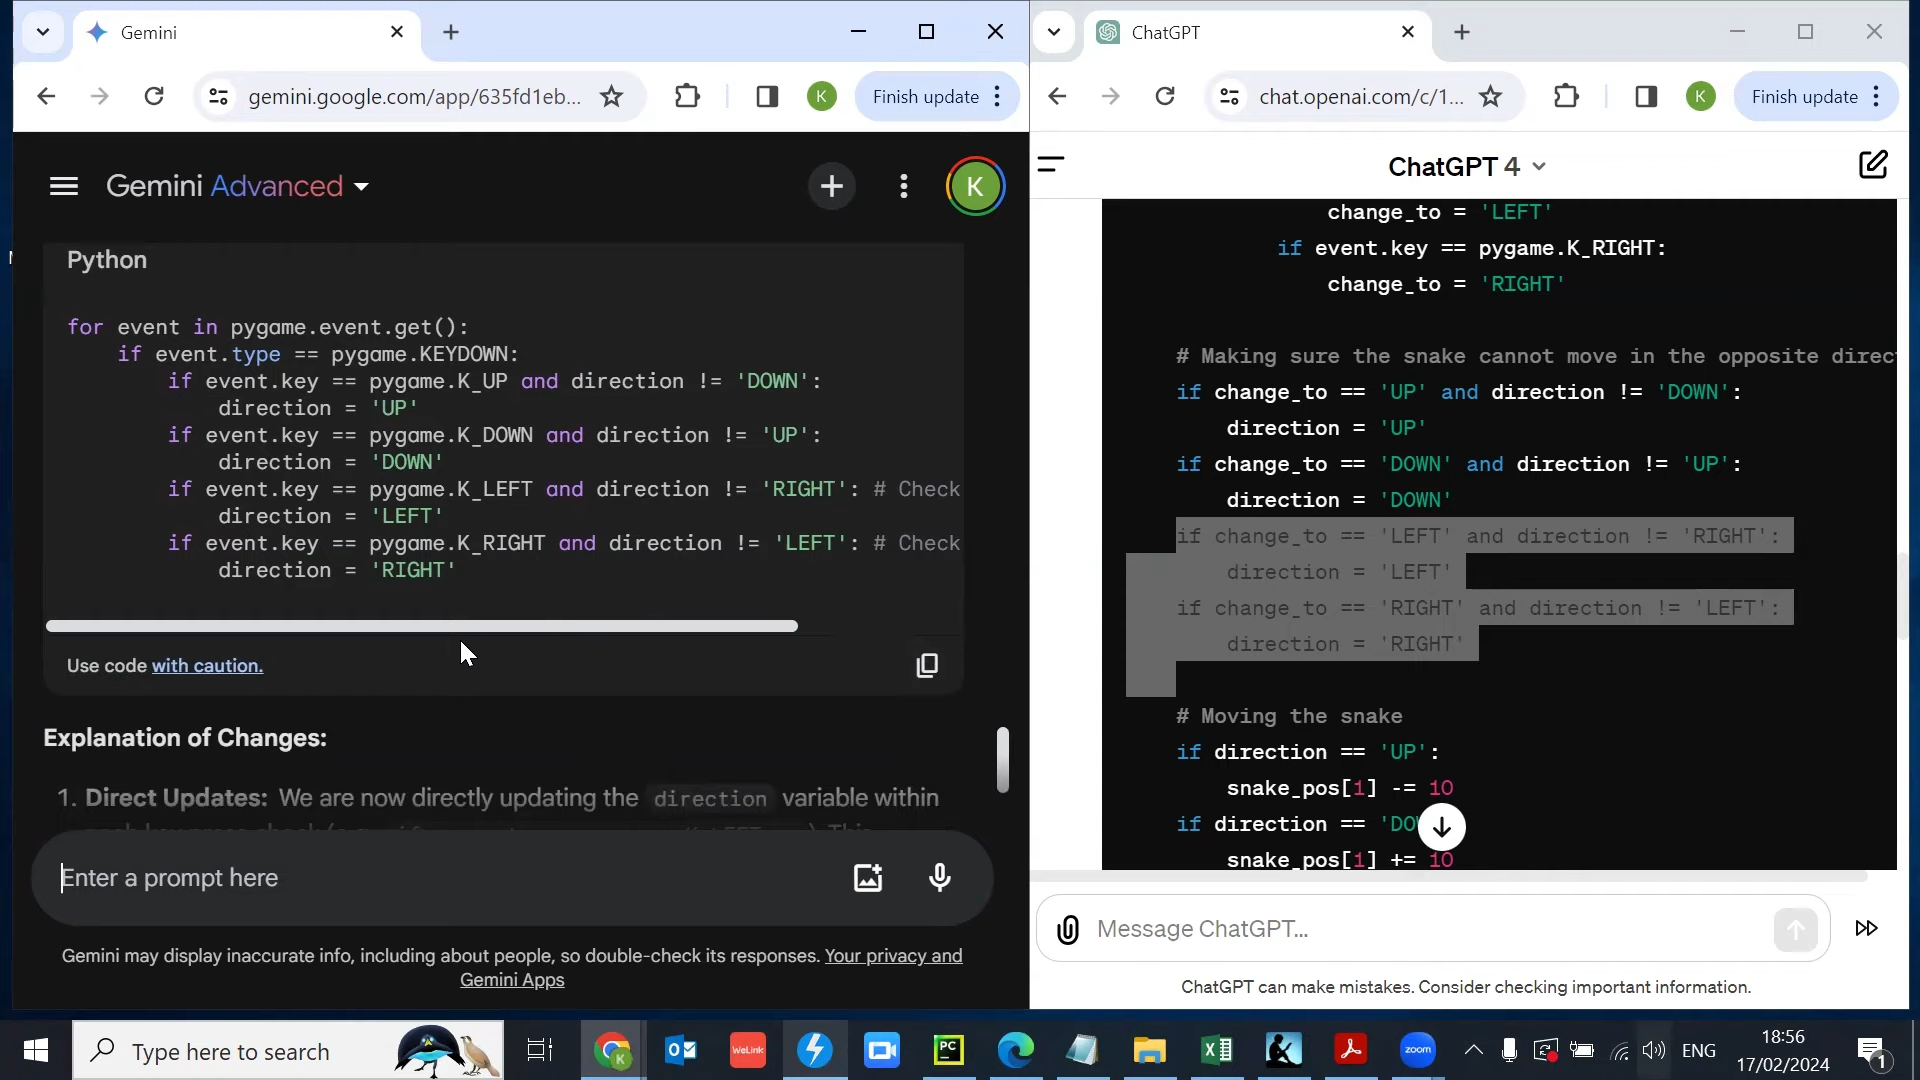 Gemini
gemini.google.com/app/635fd1eb...
K
Finish update
Gemini Advanced
K
Python
for event in pygame.event.get():
    if event.type == pygame.KEYDOWN:
        if event.key == pygame.K_UP and direction != 'DOWN':
            direction = 'UP'
        if event.key == pygame.K_DOWN and direction != 'UP':
            direction = 'DOWN'
        if event.key == pygame.K_LEFT and direction != 'RIGHT': # Check
            direction = 'LEFT'
        if event.key == pygame.K_RIGHT and direction != 'LEFT': # Check
            direction = 'RIGHT'
Use code with caution.
Explanation of Changes:
1. Direct Updates: We are now directly updating the direction variable within
Enter a prompt here
Gemini may display inaccurate info, including about people, so double-check its responses. Your privacy and
Gemini Apps
ChatGPT
chat.openai.com/c/1...
K
Finish update
ChatGPT 4
change_to = 'LEFT'
if event.key == pygame.K_RIGHT:
change_to = 'RIGHT'
# Making sure the snake cannot move in the opposite direc
if change_to == 'UP' and direction != 'DOWN':
direction = 'UP'
if change_to == 'DOWN' and direction != 'UP':
direction = 'DOWN'
if change_to == 'LEFT' and direction != 'RIGHT':
direction = 'LEFT'
if change_to == 'RIGHT' and direction != 'LEFT':
direction = 'RIGHT'
# Moving the snake
if direction == 'UP':
snake_pos[1] -= 10
if direction == 'DO
snake_pos[1] += 10
Message ChatGPT...
ChatGPT can make mistakes. Consider checking important information.
Type here to search
K
WeLink
PC
zoom
ENG
18:56
17/02/2024
1